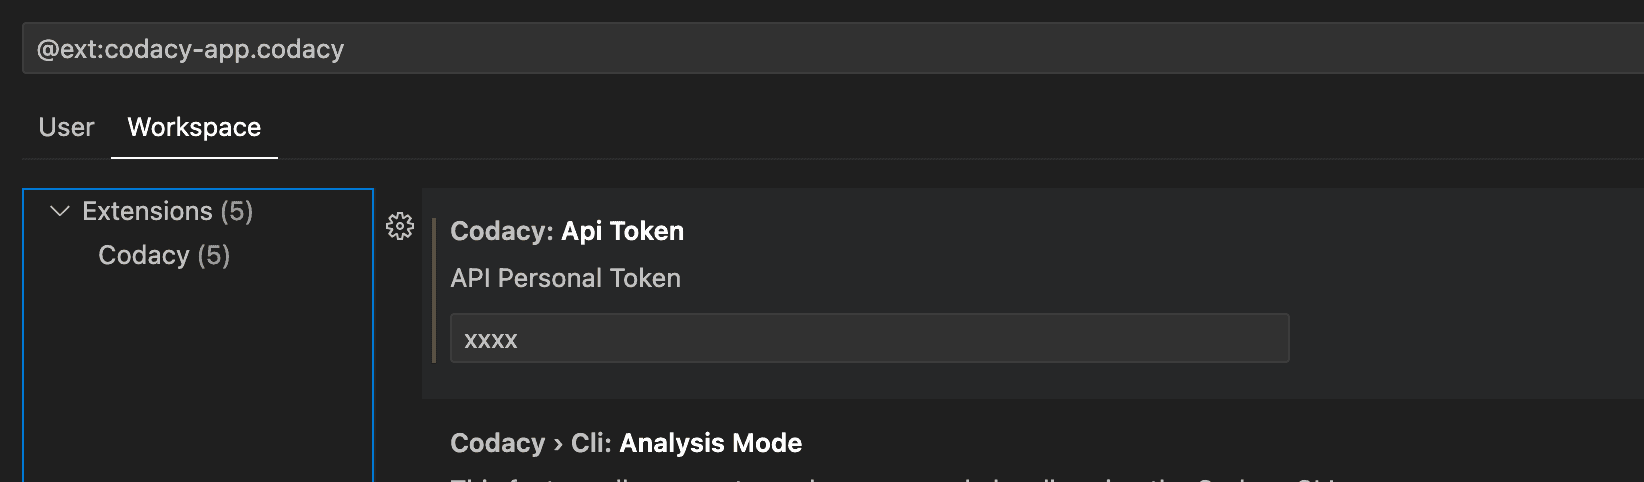 @ext:codacy-app.codacy
User Workspace
Extensions (5)
Codacy (5)
Codacy: Api Token
API Personal Token
xxxx
Codacy › Cli: Analysis Mode